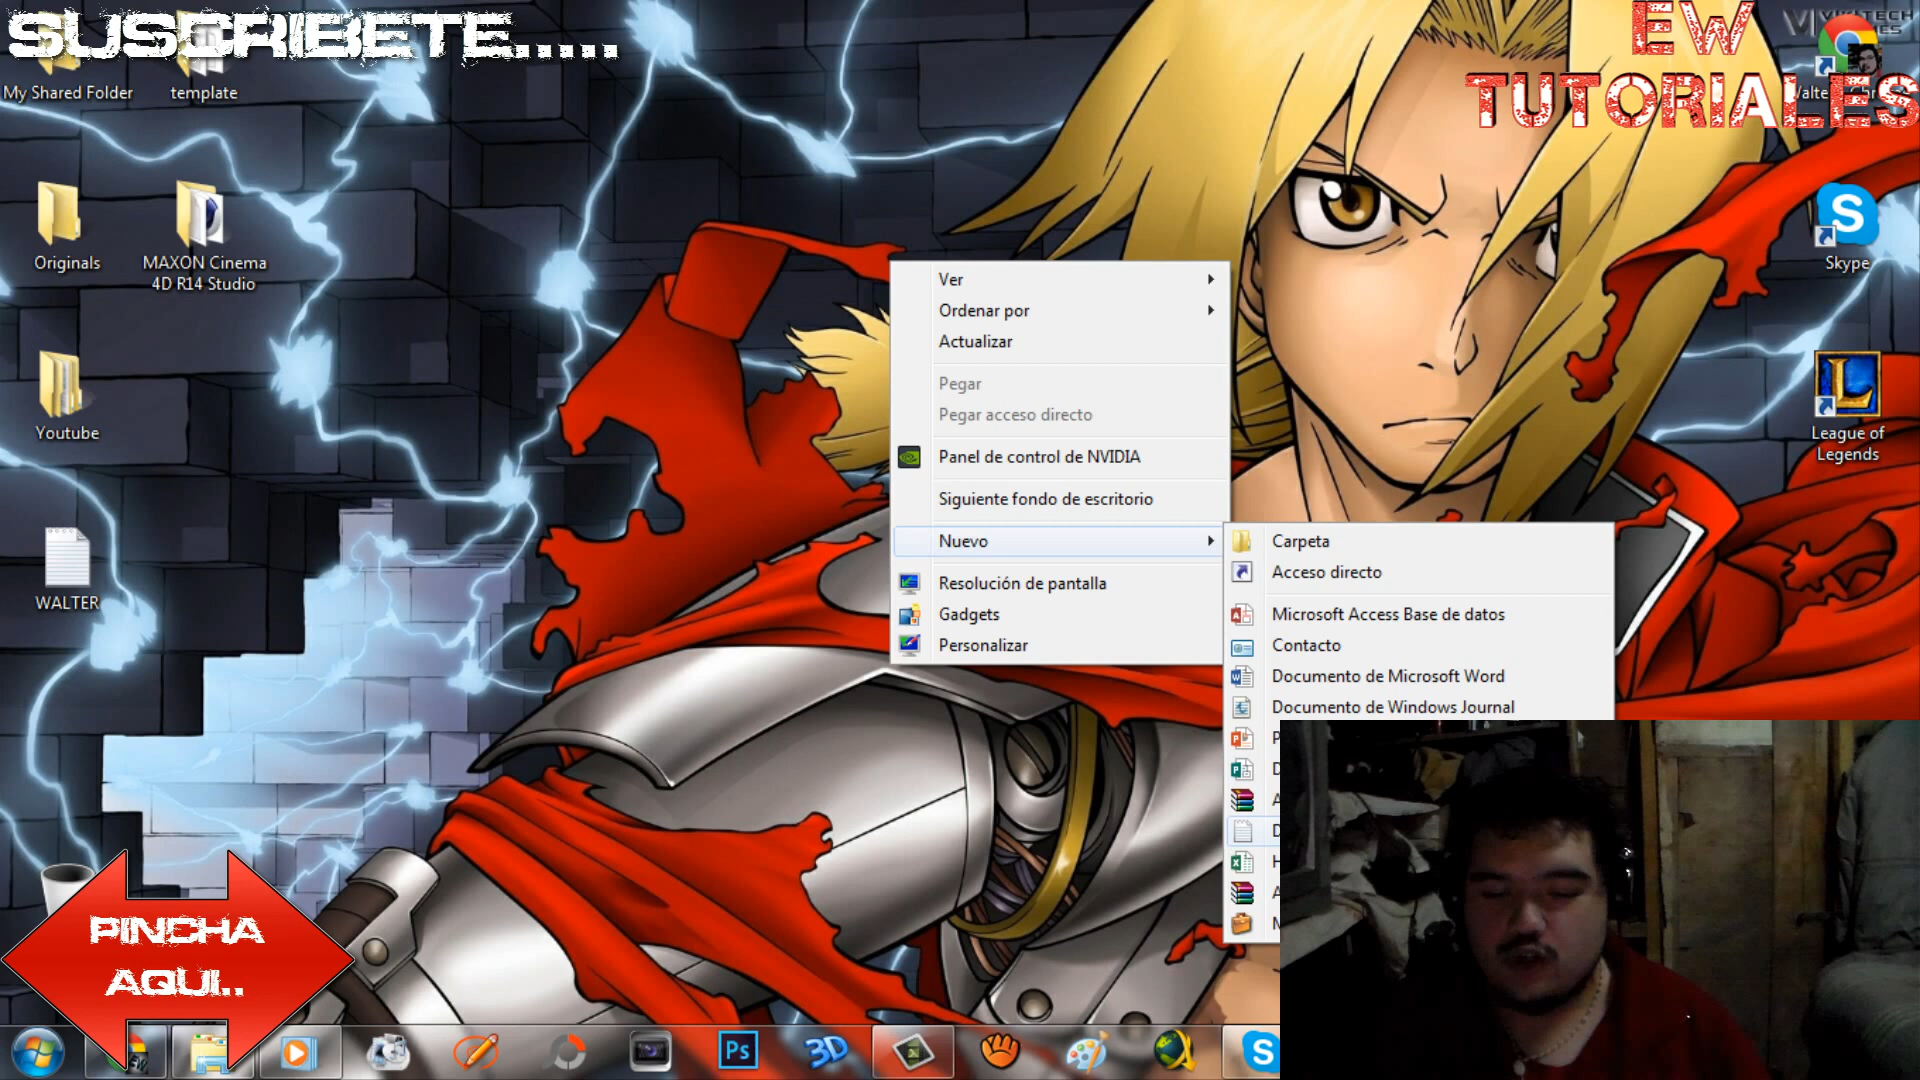 SUSCRIBETE.....
EW
TUTORIALES
My Shared Folder
template
Originals
MAXON Cinema
4D R14 Studio
Youtube
WALTER
Skype
League of
Legends
Ver
Ordenar por
Actualizar
Pegar
Pegar acceso directo
Panel de control de NVIDIA
Siguiente fondo de escritorio
Nuevo
Resolución de pantalla
Gadgets
Personalizar
Carpeta
Acceso directo
Microsoft Access Base de datos
Contacto
Documento de Microsoft Word
Documento de Windows Journal
PINCHA
AQUI..
Ps
3D